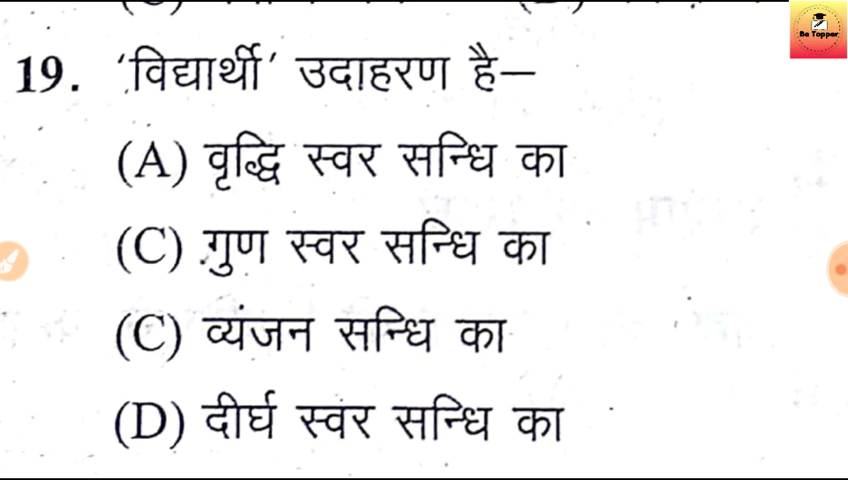 Be Topper
19. 'विद्यार्थी' उदाहरण है—
(A) वृद्धि स्वर सन्धि का
(C) गुण स्वर सन्धि का
(C) व्यंजन सन्धि का
(D) दीर्घ स्वर सन्धि का